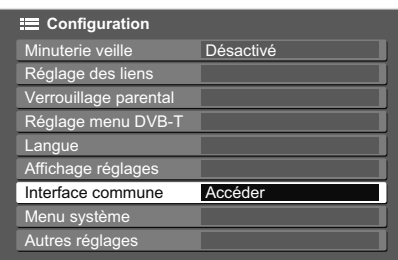 Configuration
Minuterie veille Désactivé
Réglage des liens
Verrouillage parental
Réglage menu DVB-T
Langue
Affichage réglages
Interface commune Accéder
Menu système
Autres réglages